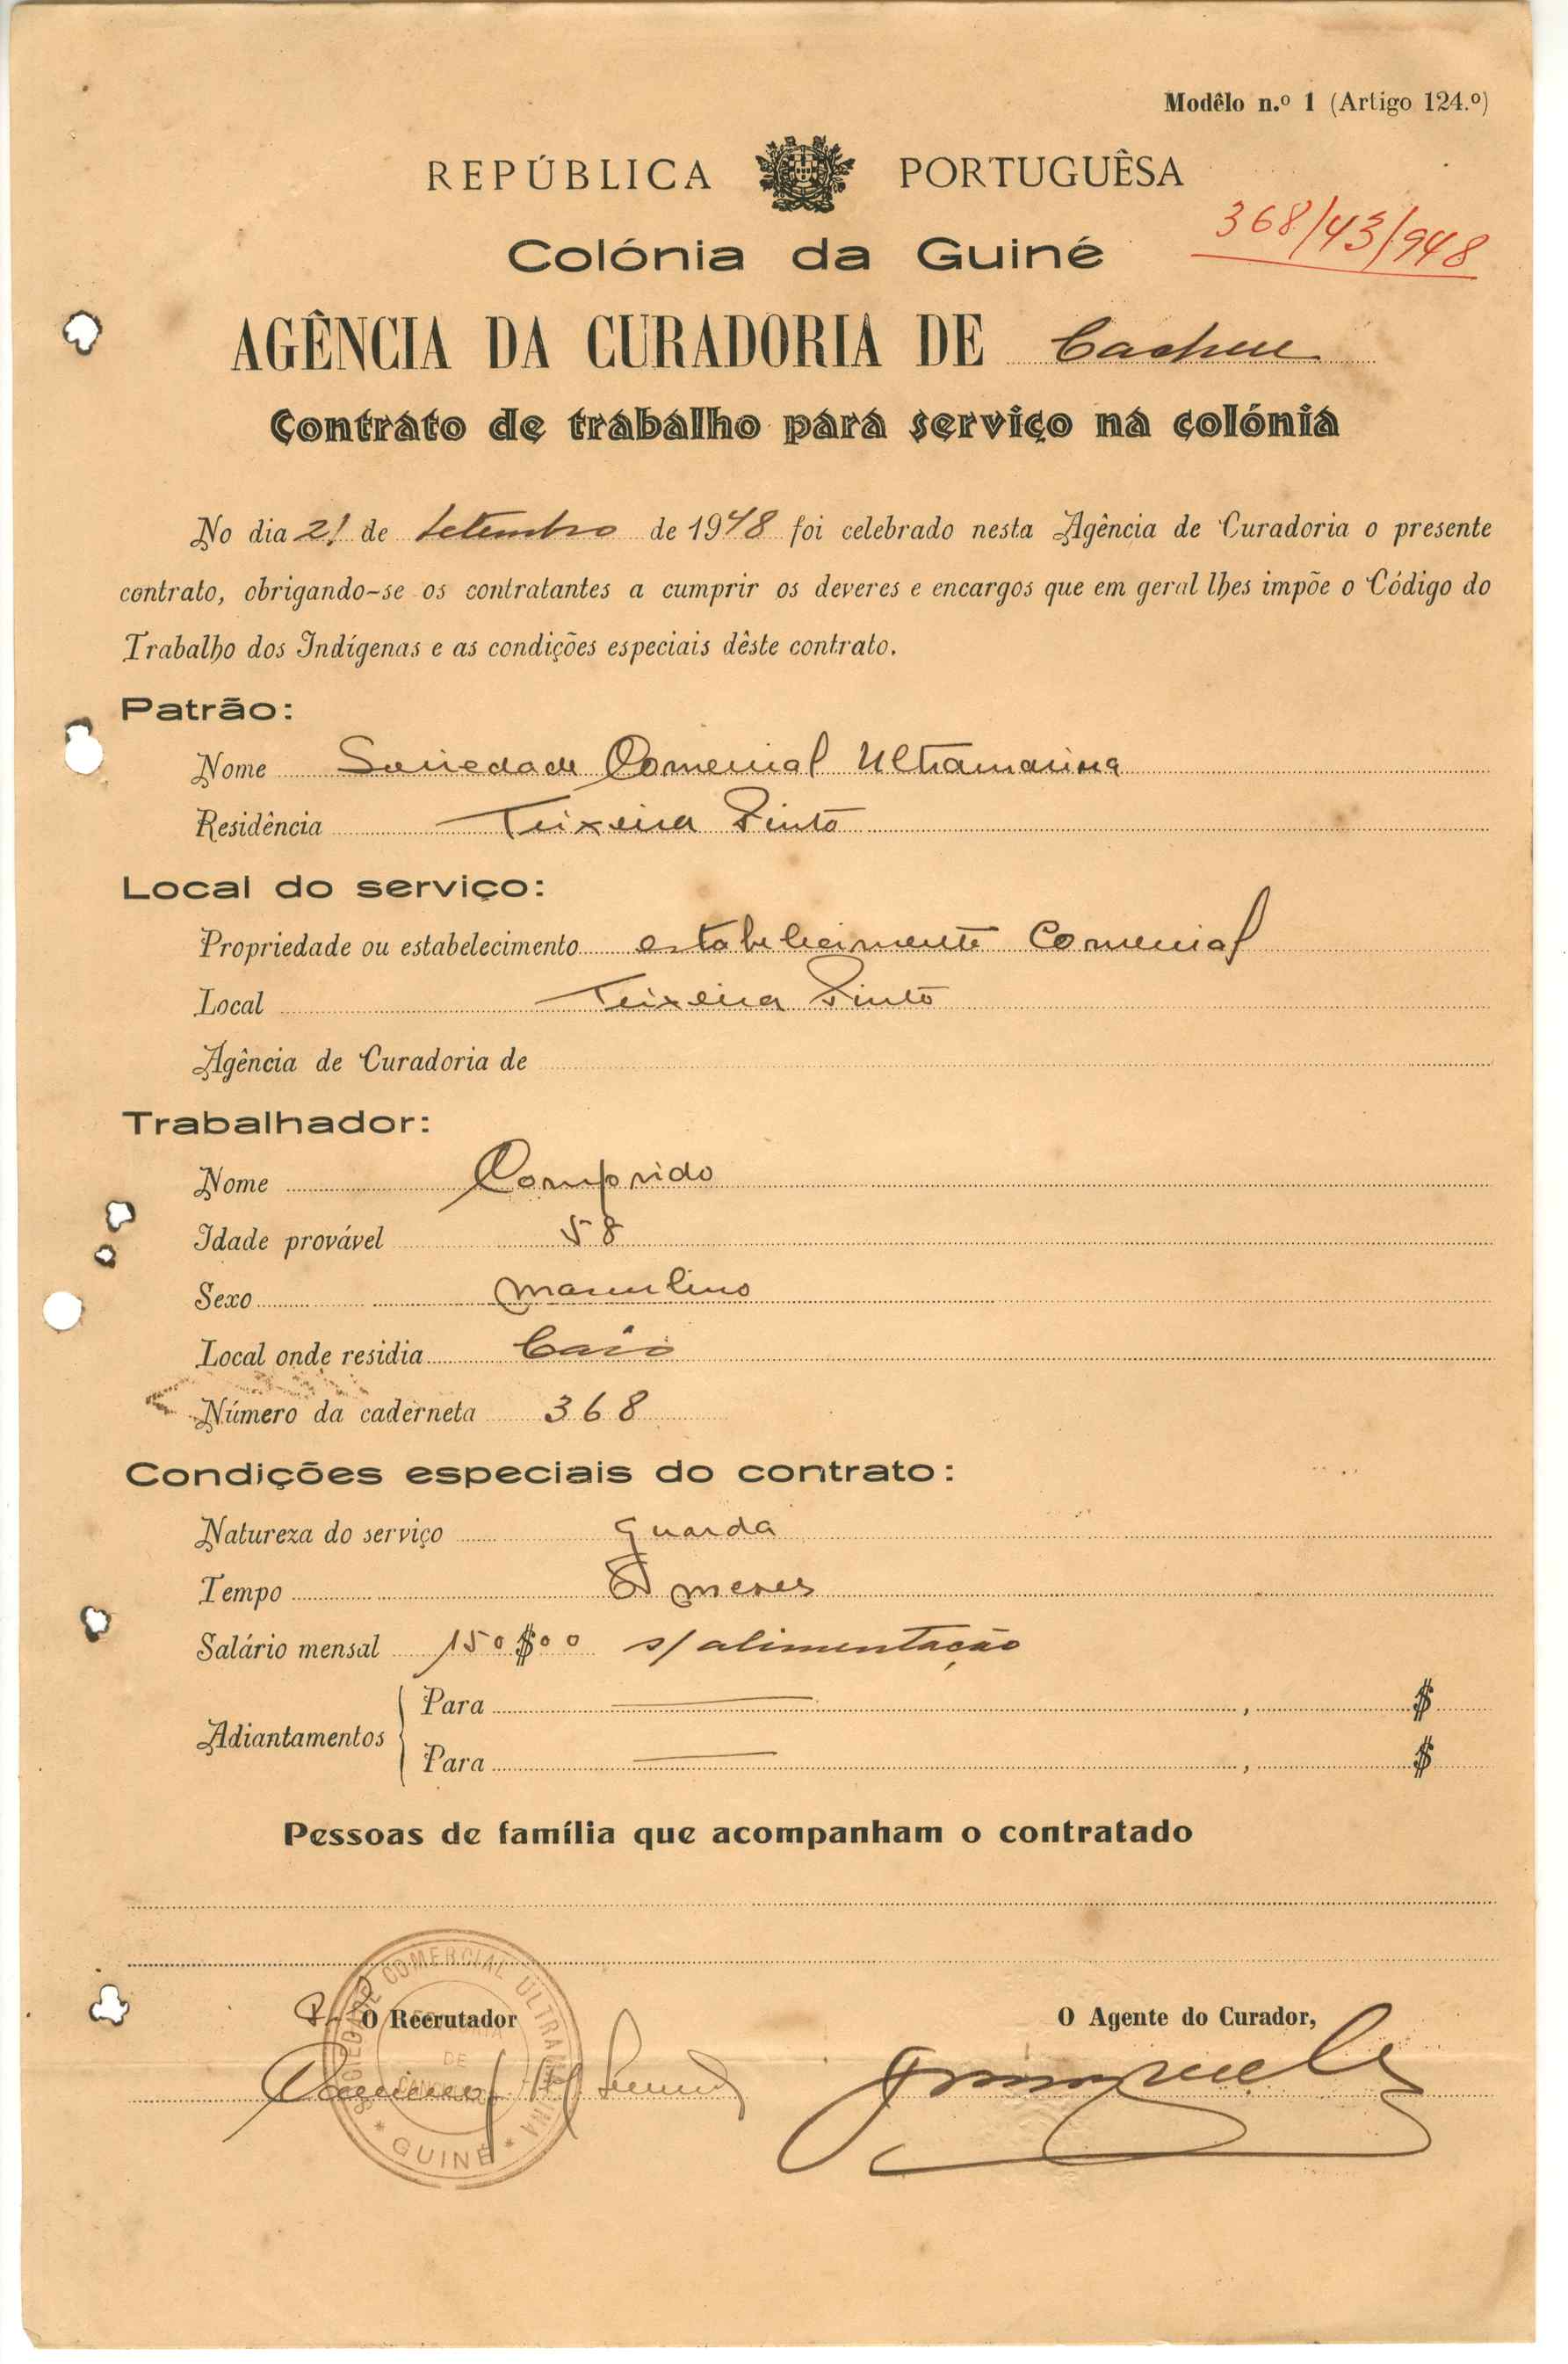 Modêlo n.º 1 (Artigo 124.º)
REPÚBLICA PORTUGUÊSA
368/43/948
Colónia da Guiné
AGÊNCIA DA CURADORIA DE Cacheu
Contrato de trabalho para serviço na colónia
No dia 21 de Setembro de 1948 foi celebrado nesta Agência de Curadoria o presente
contrato, obrigando-se os contratantes a cumprir os deveres e encargos que em geral lhes impõe o Código do
Trabalho dos Indígenas e as condições especiais dêste contrato.
Patrão:
Nome Sociedade Comercial Ultramarina
Residência Teixeira Pinto
Local do serviço:
Propriedade ou estabelecimento estabelecimento Comercial
Local Teixeira Pinto
Agência de Curadoria de
Trabalhador:
Nome Comprido
Idade provável 58
Sexo masculino
Local onde residia Caió
Número da caderneta 368
Condições especiais do contrato:
Natureza do serviço guarda
Tempo meses
Salário mensal 150$00 s/ alimentação
Adiantamentos
Para , $
Para , $
Pessoas de família que acompanham o contratado
O Recrutador
O Agente do Curador,
SOCIEDADE COMERCIAL ULTRAMARINA
DE
* GUINÉ *